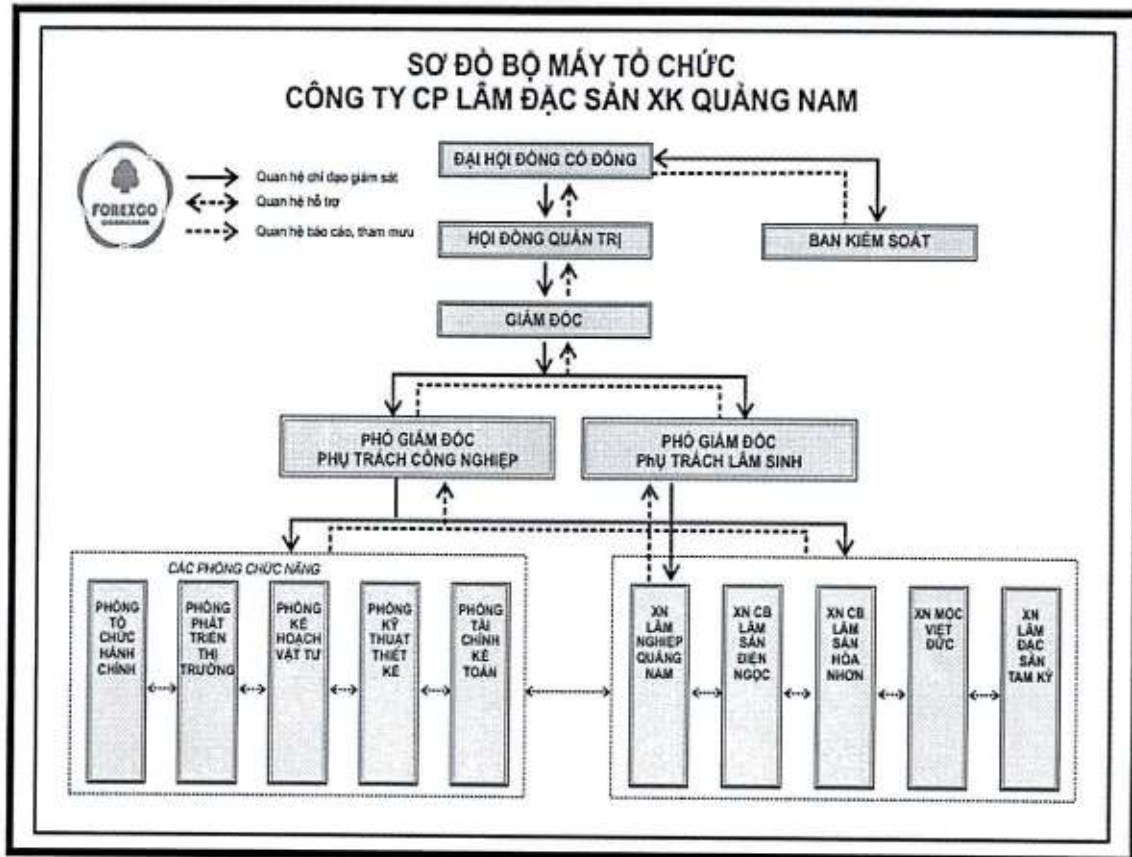 SƠ ĐỒ BỘ MÁY TỔ CHỨC
CÔNG TY CP LÂM ĐẶC SẢN XK QUẢNG NAM
FOREXCO
Quan hệ chỉ đạo giám sát
Quan hệ hỗ trợ
Quan hệ báo cáo, tham mưu
ĐẠI HỘI ĐỒNG CỔ ĐÔNG
HỘI ĐỒNG QUẢN TRỊ
BAN KIỂM SOÁT
GIÁM ĐỐC
PHÓ GIÁM ĐỐC
PHỤ TRÁCH CÔNG NGHIỆP
PHÓ GIÁM ĐỐC
PHỤ TRÁCH LÂM SINH
CÁC PHÒNG CHỨC NĂNG
PHÒNG
TỔ
CHỨC
HÀNH
CHÍNH
PHÒNG
PHÁT
TRIỂN
THỊ
TRƯỜNG
PHÒNG
KẾ
HOẠCH
VẬT TƯ
PHÒNG
KỸ
THUẬT
THIẾT
KẾ
PHÒNG
TÀI
CHÍNH
KẾ
TOÁN
XN
LÂM
NGHIỆP
QUẢNG
NAM
XN CB
LÂM
SẢN
ĐIỆN
NGỌC
XN CB
LÂM
SẢN
HÒA
NHƠN
XN MỘC
VIỆT
ĐỨC
XN
LÂM
ĐẶC
SẢN
TAM KỲ